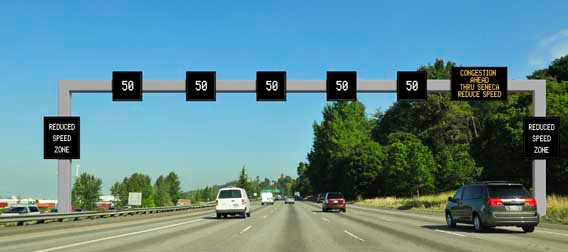 50
50
50
50
50
CONGESTION
AHEAD
THRU SENECA
REDUCE SPEED
REDUCED
SPEED
ZONE
REDUCED
SPEED
ZONE